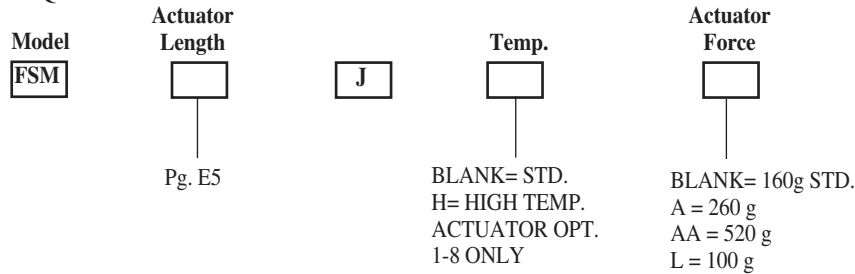 Actuator Actuator
Model Length Temp. Force
FSM J
Pg. E5 BLANK= STD. BLANK= 160g STD.
H= HIGH TEMP. A = 260 g
ACTUATOR OPT. AA = 520 g
1-8 ONLY L = 100 g